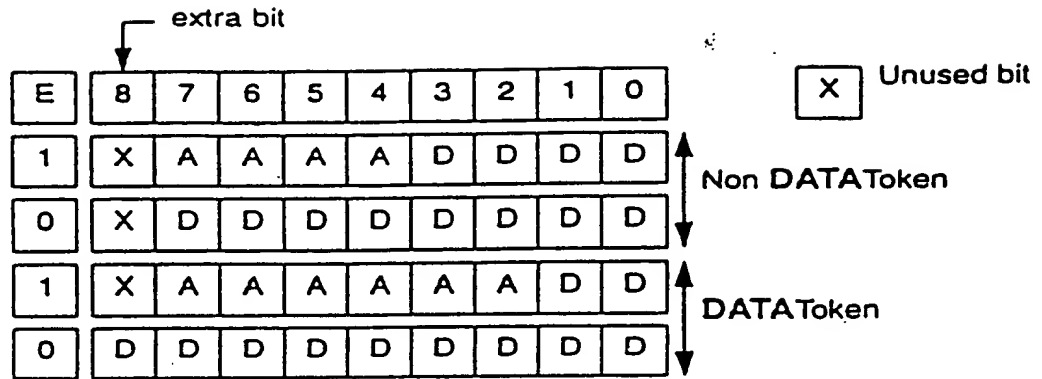 extra bit
E 8 7 6 5 4 3 2 1 0
X Unused bit
1 X A A A A D D D D
Non DATAToken
0 X D D D D D D D D
1 X A A A A A A D D
DATAToken
0 D D D D D D D D D